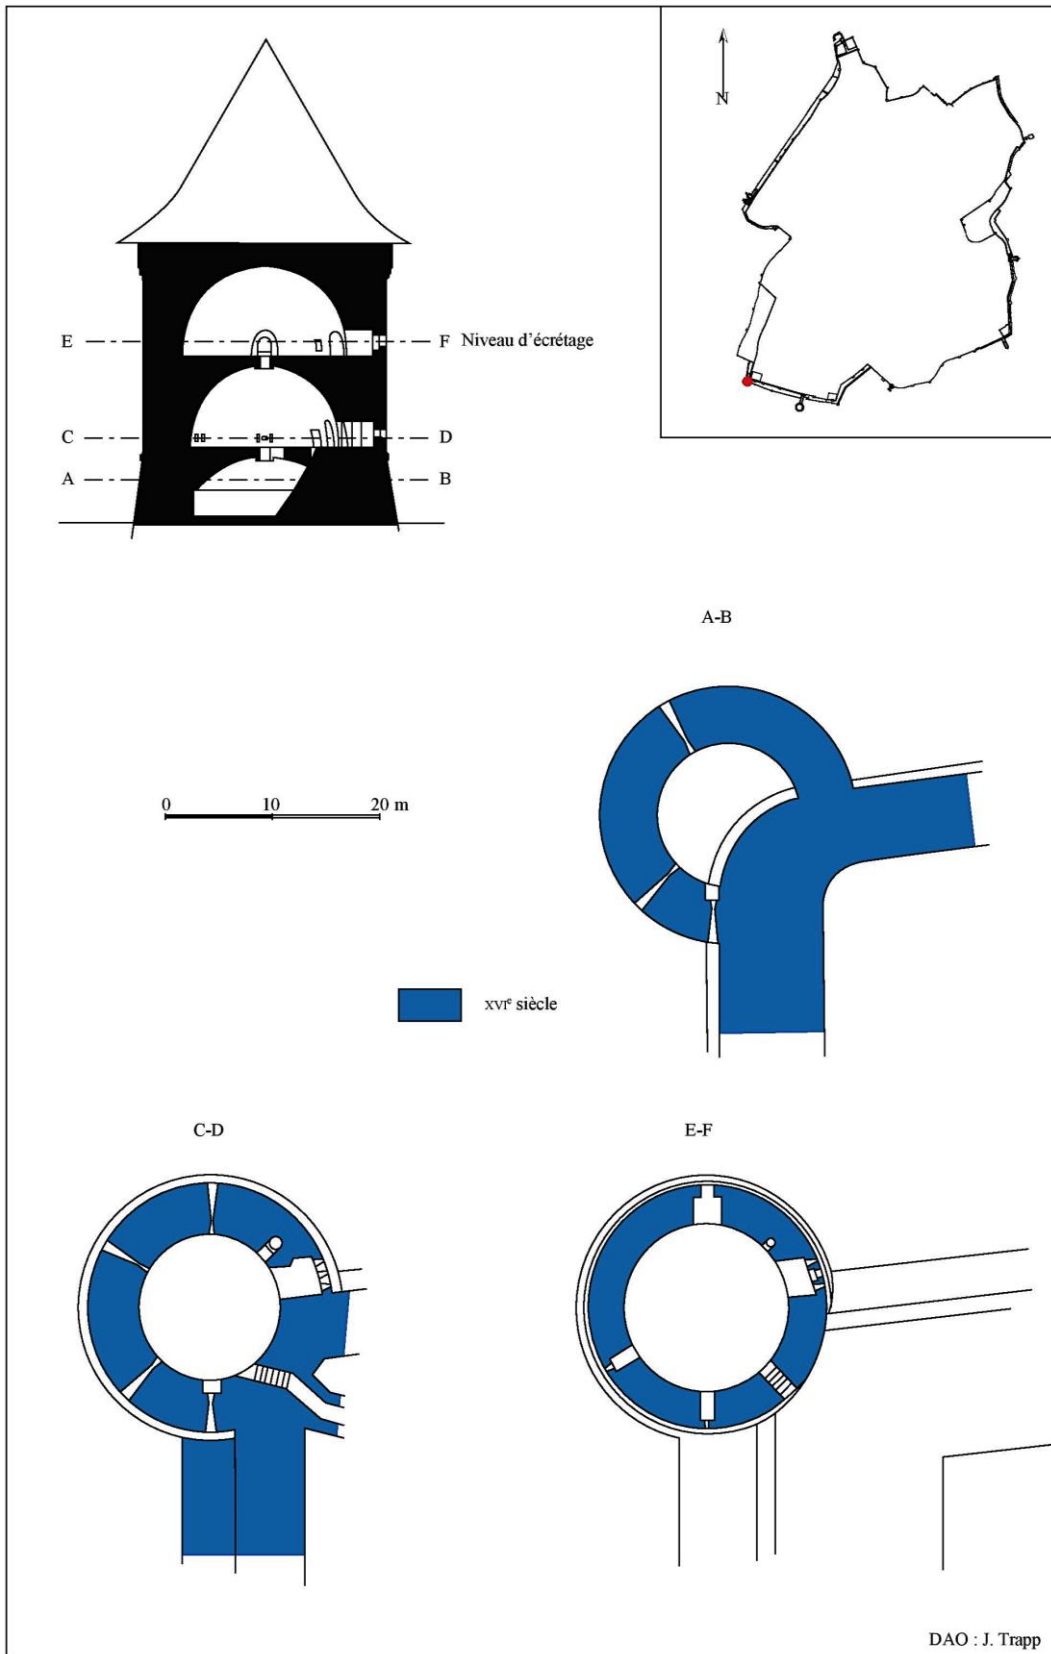 N
E
F Niveau d’écrétage
C
D
A
B
A-B
0 10 20 m
XVIe siècle
C-D
E-F
DAO : J. Trapp